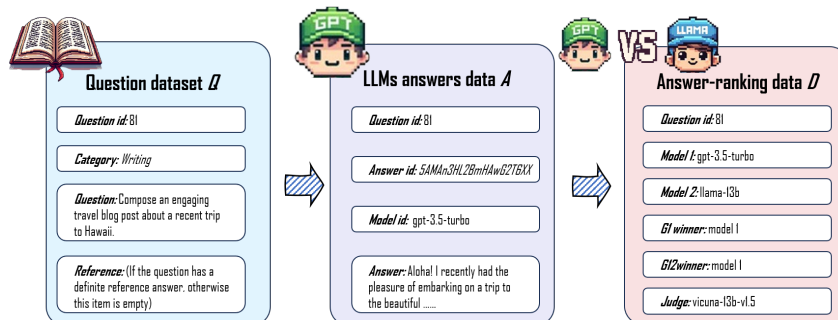 GPT
GPT
VS
LLAMA
Question dataset Q
Question id: 81
Category: Writing
Question: Compose an engaging
travel blog post about a recent trip
to Hawaii.
Reference: (If the question has a
definite reference answer. otherwise
this item is empty)
LLMs answers data A
Question id: 81
Answer id: 5AMAn3HL2BmHAwG2T6XX
Model id: gpt-3.5-turbo
Answer: Aloha! I recently had the
pleasure of embarking on a trip to
the beautiful ......
Answer-ranking data D
Question id: 81
Model 1: gpt-3.5-turbo
Model 2: llama-13b
G1 winner: model 1
G12winner: model 1
Judge: vicuna-13b-v1.5